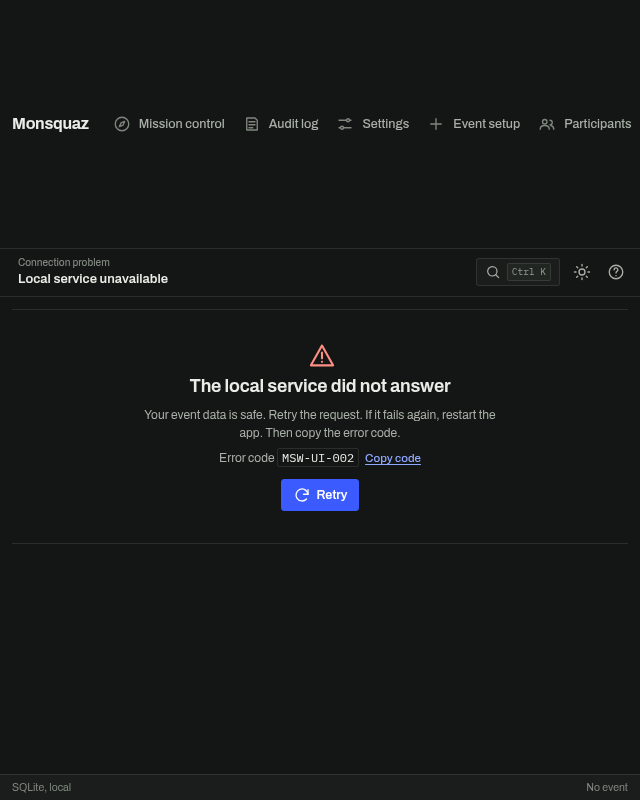 Monsquaz Mission control Audit log Settings Event setup Participants
Connection problem
Local service unavailable
Ctrl K
The local service did not answer
Your event data is safe. Retry the request. If it fails again, restart the
app. Then copy the error code.
Error code MSW-UI-002 Copy code
Retry
SQLite, local No event